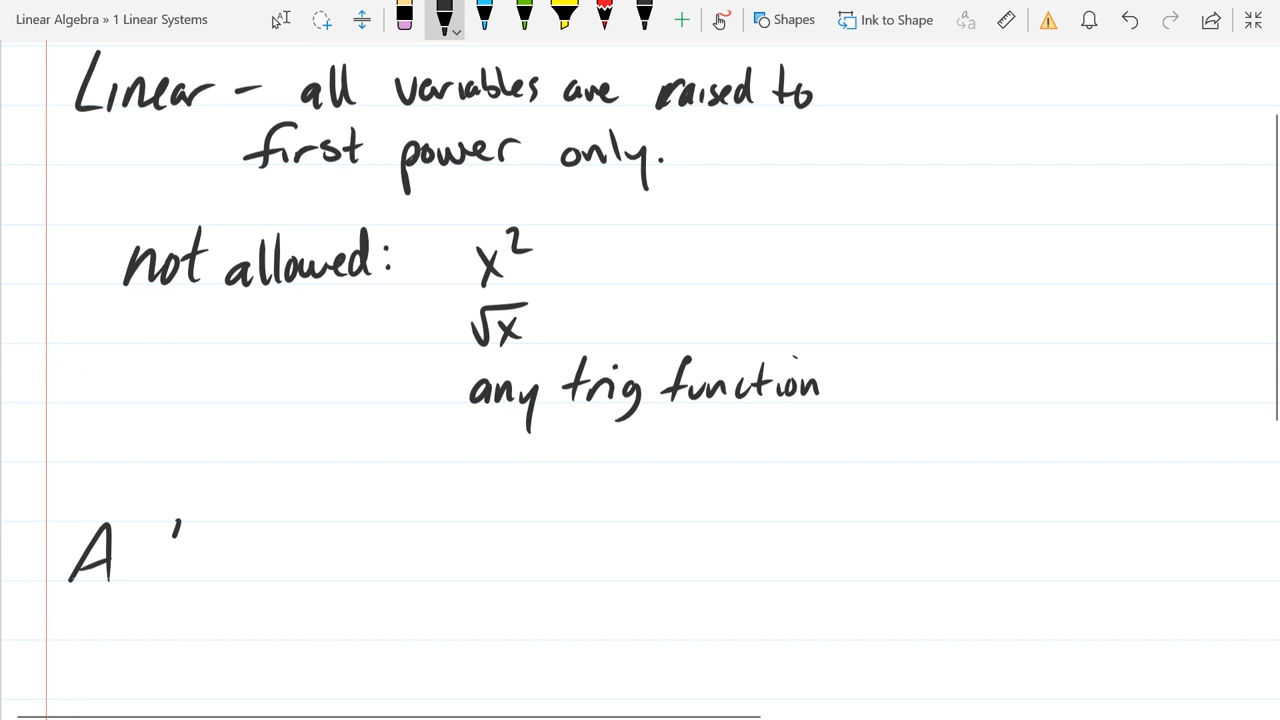 Linear Algebra » 1 Linear Systems
Shapes
Ink to Shape
Linear - all variables are raised to
first power only.
not allowed: x²
√x
any trig function
A